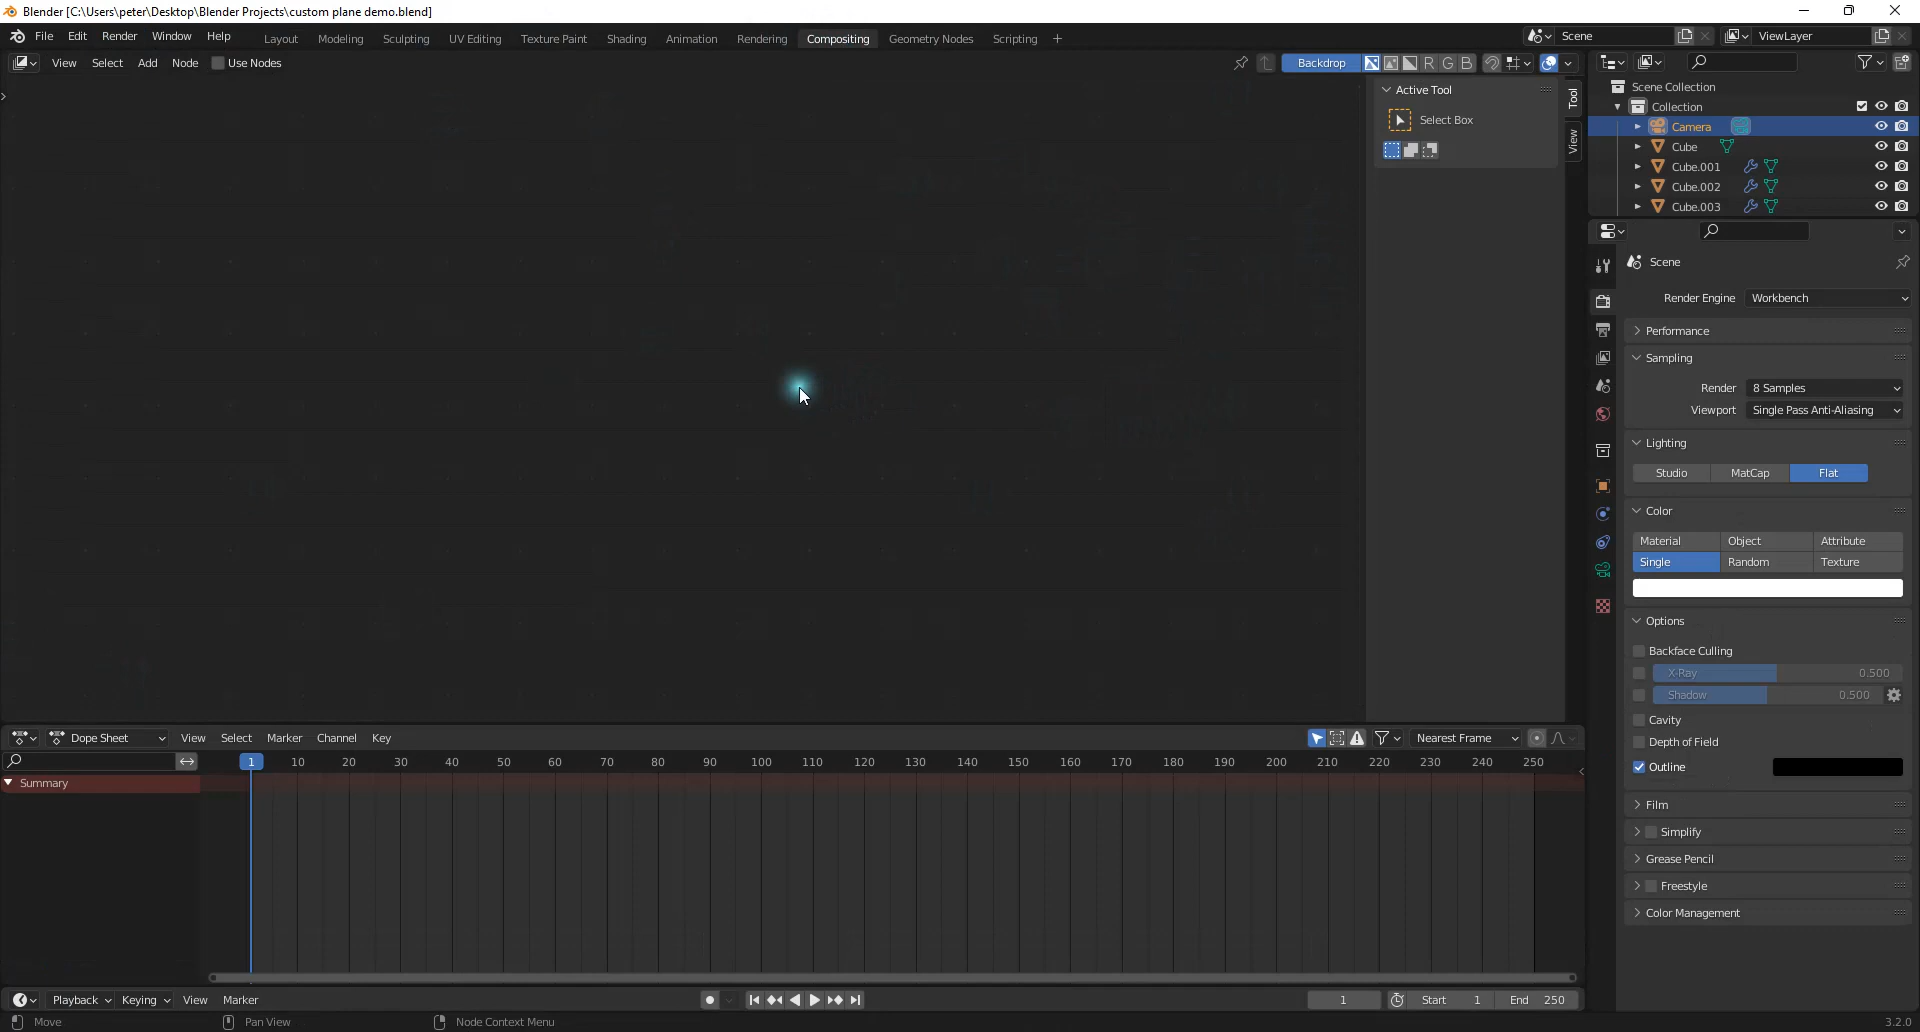 Blender [C:\Users\peter\Desktop\Blender Projects\custom plane demo.blend]
File Edit Render Window Help Layout Modeling Sculpting UV Editing Texture Paint Shading Animation Rendering Compositing Geometry Nodes Scripting + Scene ViewLayer
View Select Add Node Use Nodes Backdrop R G B
Active Tool
Select Box
Tool
View
Scene Collection
Collection
Camera
Cube
Cube.001
Cube.002
Cube.003
Scene
Render Engine Workbench
Performance
Sampling
Render 8 Samples
Viewport Single Pass Anti-Aliasing
Lighting
Studio MatCap Flat
Color
Material Object Attribute
Single Random Texture
Options
Backface Culling
X-Ray 0.500
Shadow 0.500
Cavity
Depth of Field
Outline
Film
Simplify
Grease Pencil
Freestyle
Color Management
Dope Sheet View Select Marker Channel Key Nearest Frame
1 10 20 30 40 50 60 70 80 90 100 110 120 130 140 150 160 170 180 190 200 210 220 230 240 250
Summary
Playback Keying View Marker 1 Start 1 End 250
Move Pan View Node Context Menu 3.2.0